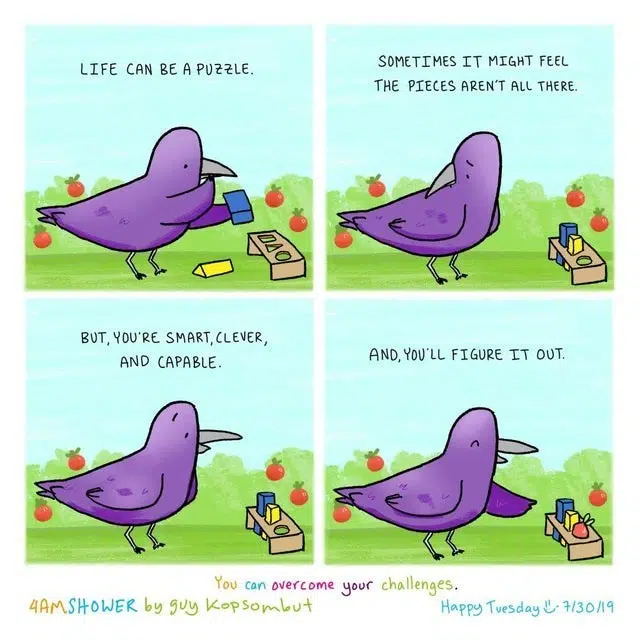 LIFE CAN BE A PUZZLE.
SOMETIMES IT MIGHT FEEL
THE PIECES AREN'T ALL THERE.
BUT, YOU'RE SMART, CLEVER,
AND CAPABLE.
AND, YOU'LL FIGURE IT OUT.
You can overcome your challenges.
4AMSHOWER by guy kopsombut
Happy Tuesday 7/30/19